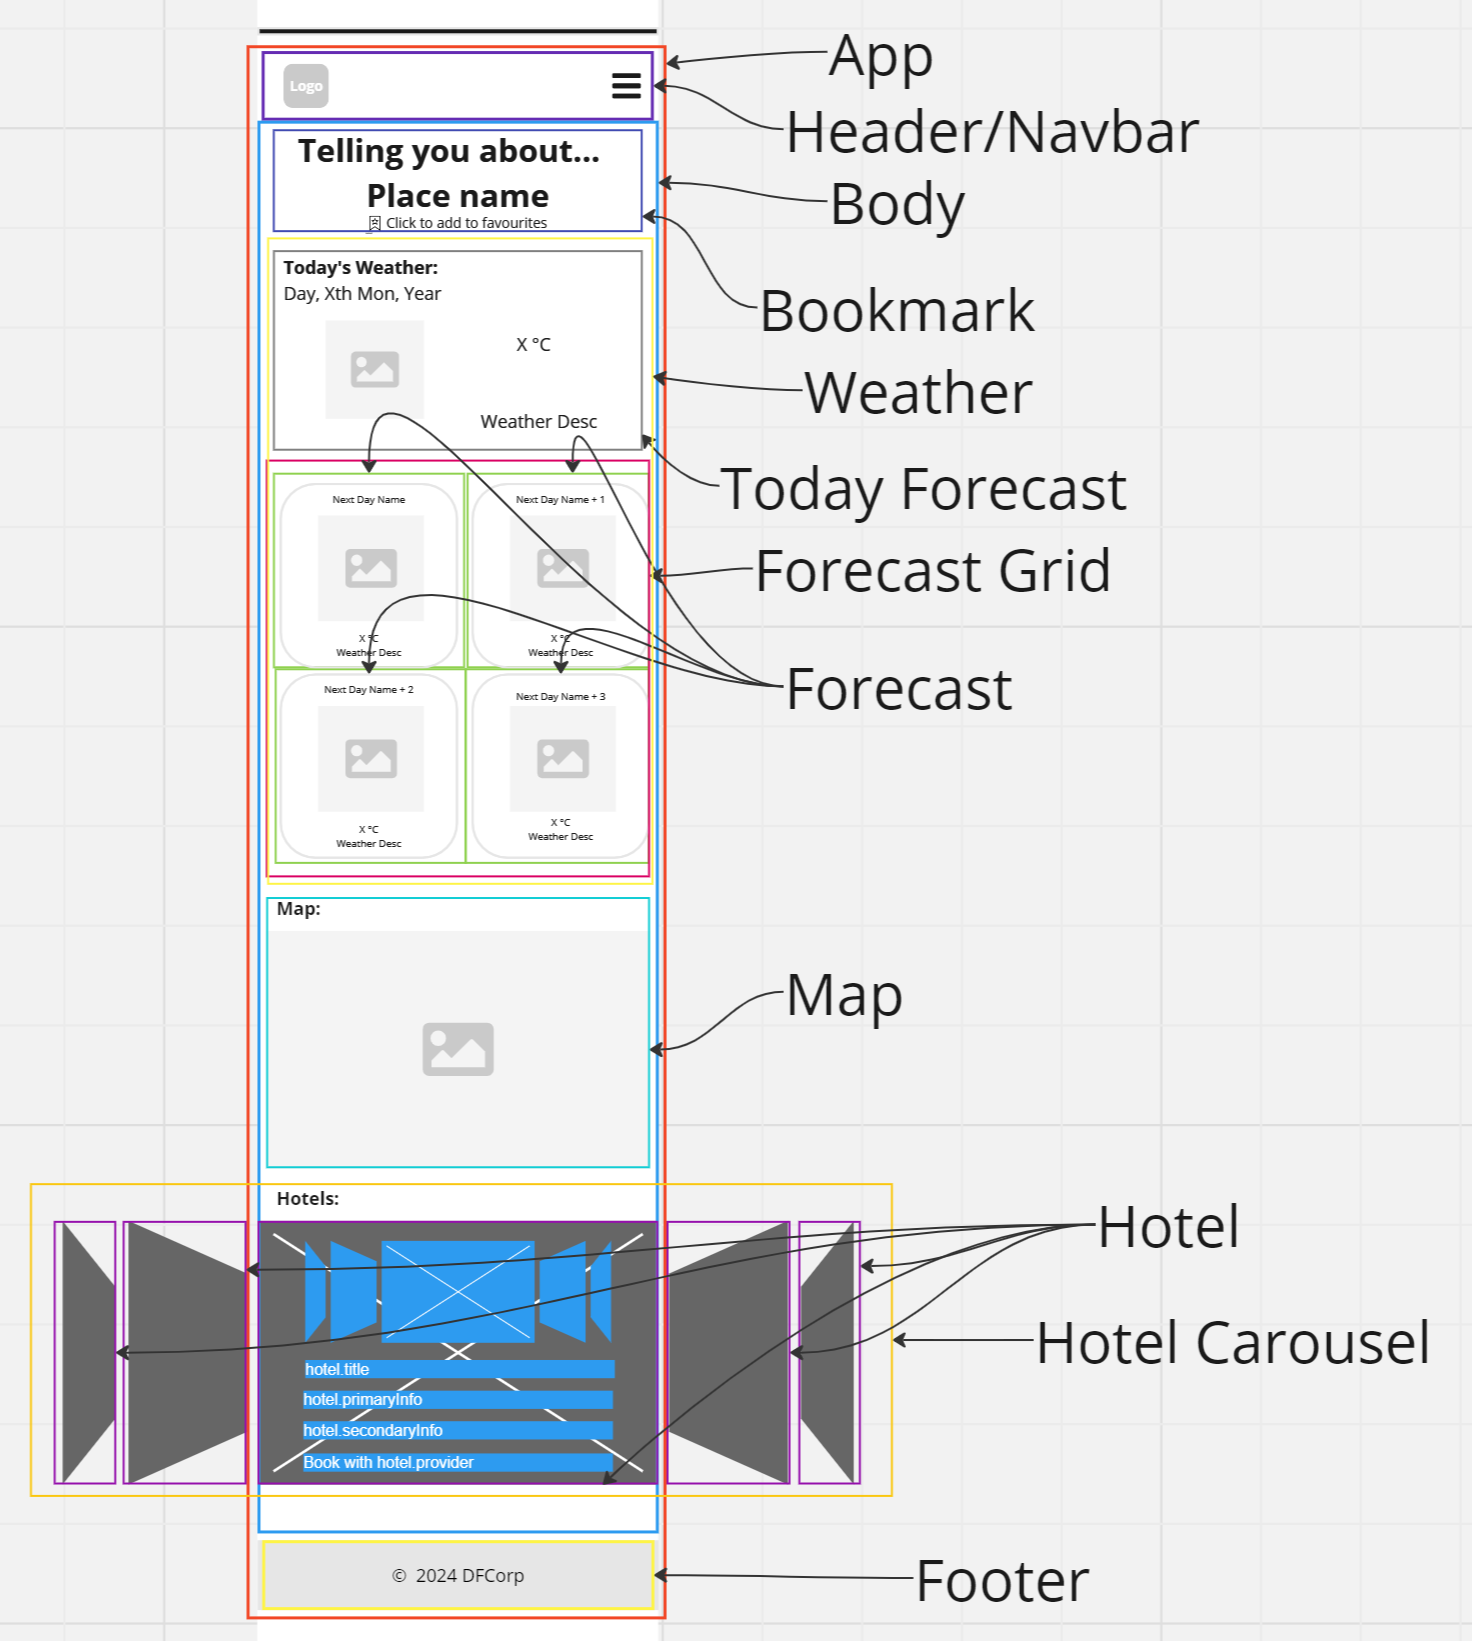 App
Logo
Header/Navbar
Telling you about...
Place name
Click to add to favourites
Body
Bookmark
Today's Weather:
Day, Xth Mon, Year
X °C
Weather Desc
Weather
Today Forecast
Next Day Name
X °C
Weather Desc
Next Day Name + 1
X °C
Weather Desc
Forecast Grid
Forecast
Next Day Name + 2
X °C
Weather Desc
Next Day Name + 3
X °C
Weather Desc
Map:
Map
Hotels:
Hotel
Hotel Carousel
hotel.title
hotel.primaryInfo
hotel.secondaryInfo
Book with hotel.provider
© 2024 DFCorp
Footer